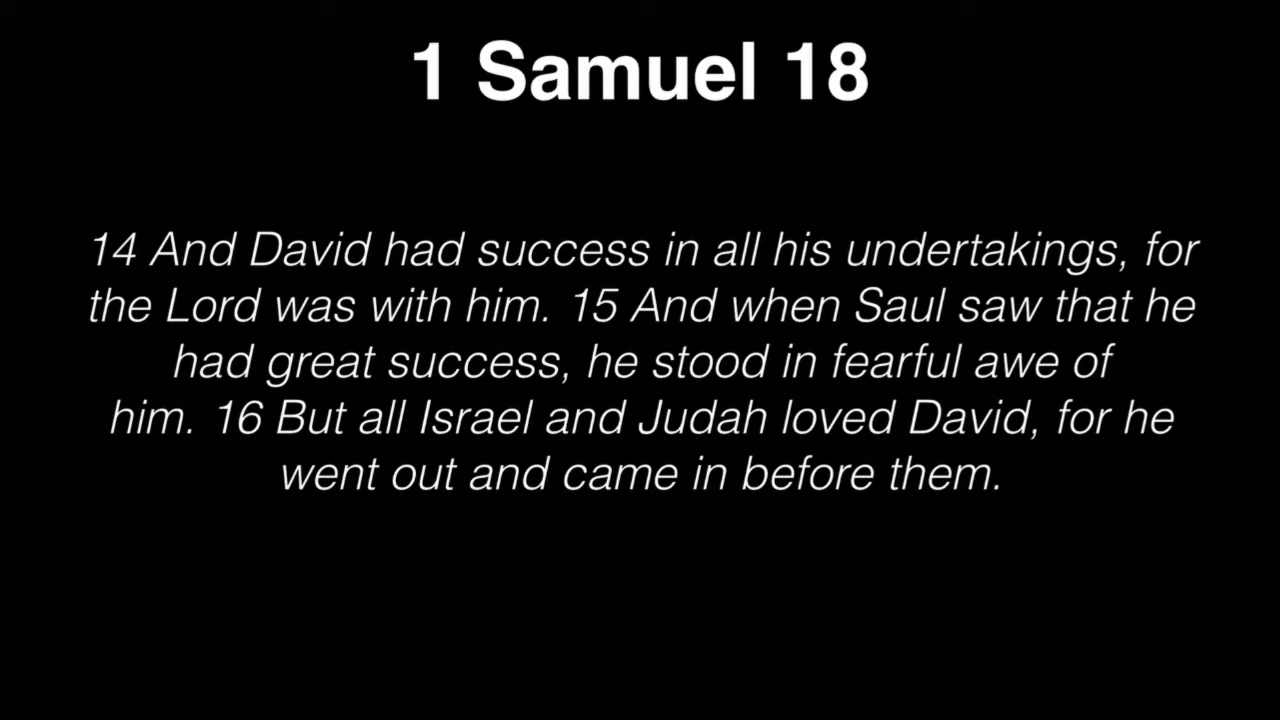 1 Samuel 18
14 And David had success in all his undertakings, for
the Lord was with him. 15 And when Saul saw that he
had great success, he stood in fearful awe of
him. 16 But all Israel and Judah loved David, for he
went out and came in before them.